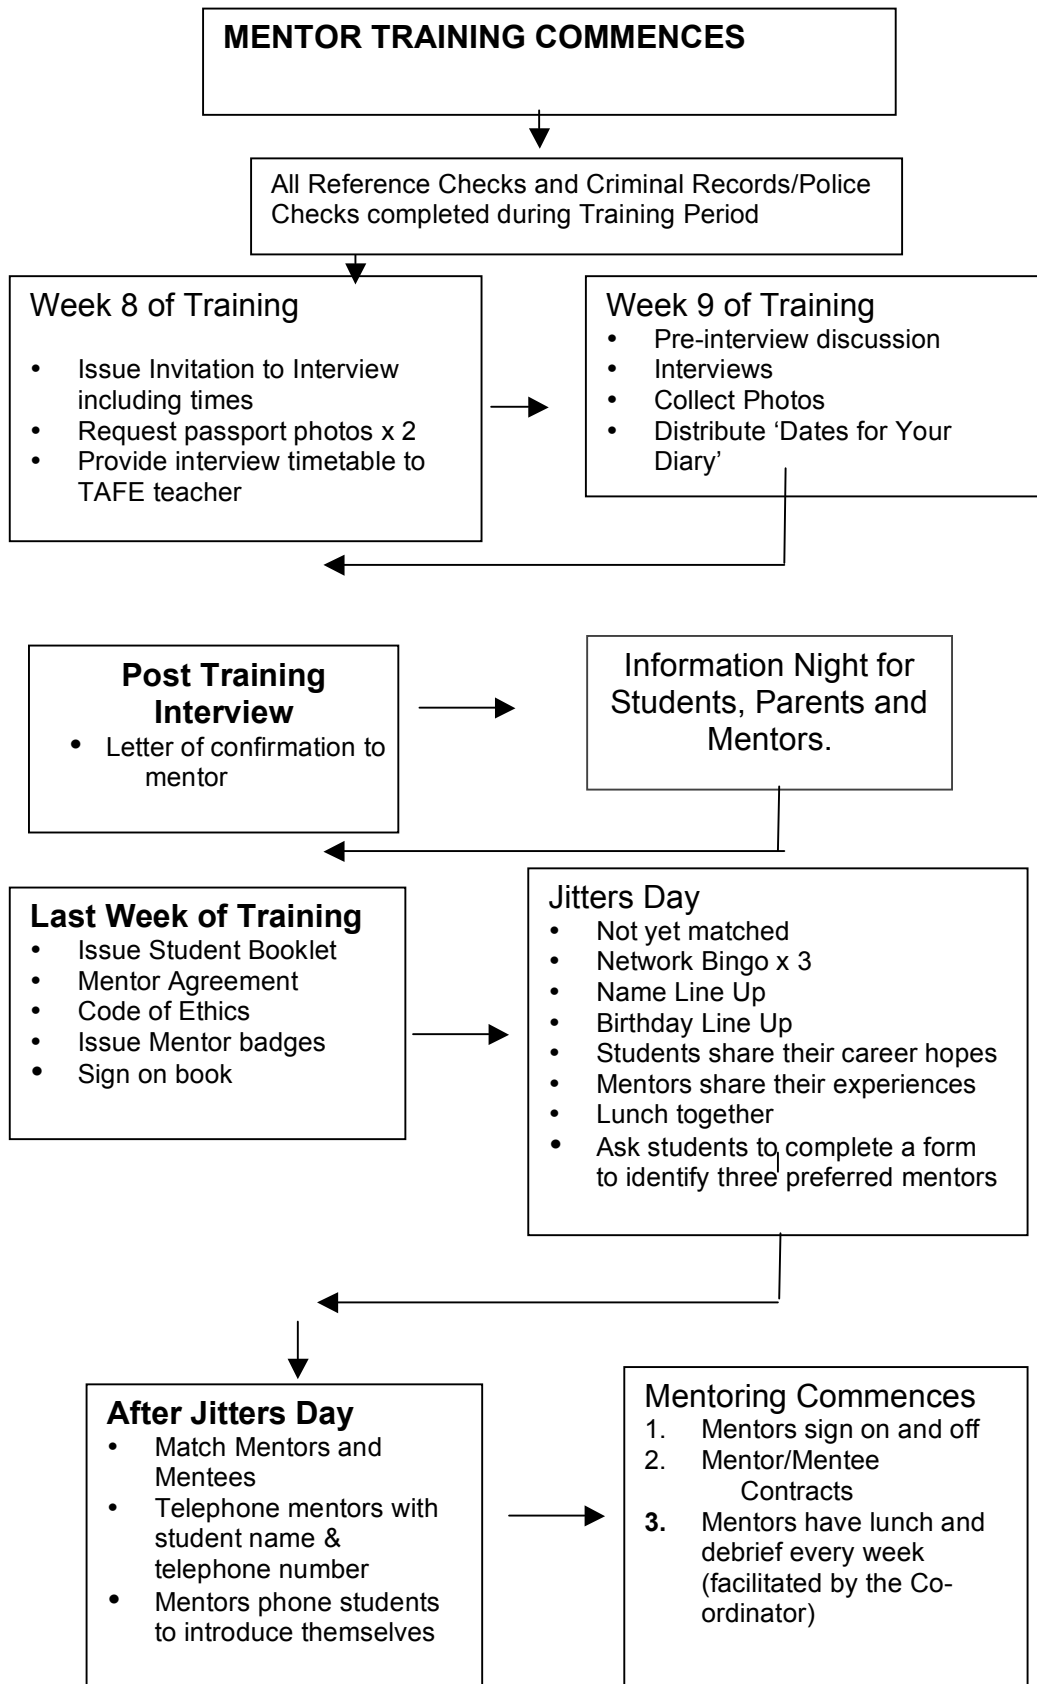 MENTOR TRAINING COMMENCES
All Reference Checks and Criminal Records/Police
Checks completed during Training Period
Week 8 of Training
• Issue Invitation to Interview
including times
• Request passport photos x 2
• Provide interview timetable to
TAFE teacher
Week 9 of Training
• Pre-interview discussion
• Interviews
• Collect Photos
• Distribute ‘Dates for Your
Diary’
Post Training
Interview
• Letter of confirmation to
mentor
Information Night for
Students, Parents and
Mentors.
Last Week of Training
• Issue Student Booklet
• Mentor Agreement
• Code of Ethics
• Issue Mentor badges
• Sign on book
Jitters Day
• Not yet matched
• Network Bingo x 3
• Name Line Up
• Birthday Line Up
• Students share their career hopes
• Mentors share their experiences
• Lunch together
• Ask students to complete a form
to identify three preferred mentors
After Jitters Day
• Match Mentors and
Mentees
• Telephone mentors with
student name &
telephone number
• Mentors phone students
to introduce themselves
Mentoring Commences
1. Mentors sign on and off
2. Mentor/Mentee
Contracts
3. Mentors have lunch and
debrief every week
(facilitated by the Co-
ordinator)